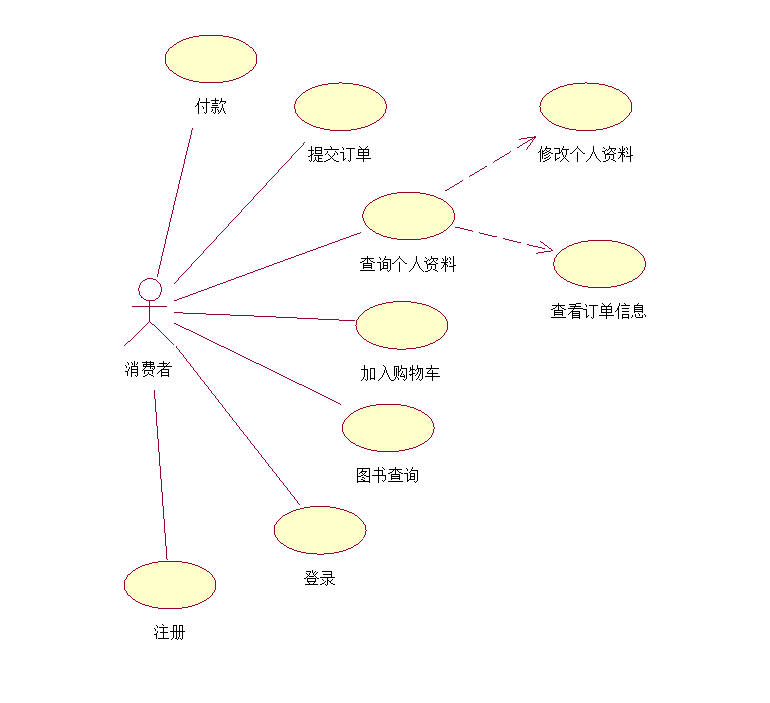 付款
提交订单
修改个人资料
查询个人资料
查看订单信息
消费者
加入购物车
图书查询
登录
注册